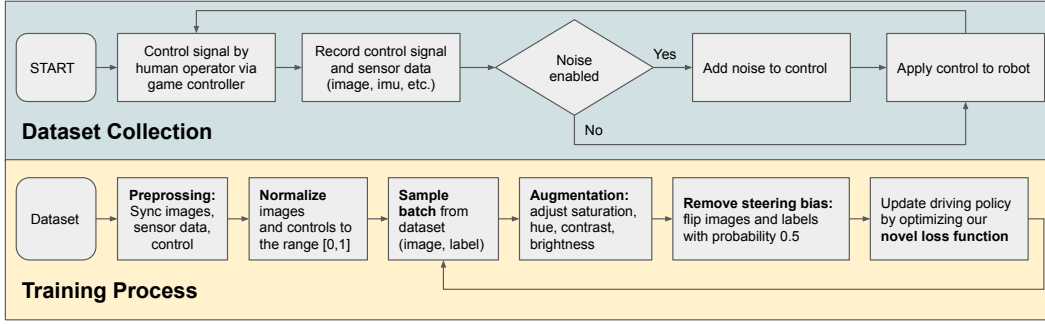 START
Control signal by
human operator via
game controller
Record control signal
and sensor data
(image, imu, etc.)
Noise
enabled
Yes
No
Add noise to control
Apply control to robot
Dataset Collection
Dataset
Preprossing:
Sync images,
sensor data,
control
Normalize
images
and controls to
the range [0,1]
Sample
batch from
dataset
(image, label)
Augmentation:
adjust saturation,
hue, contrast,
brightness
Remove steering bias:
flip images and labels
with probability 0.5
Update driving policy
by optimizing our
novel loss function
Training Process